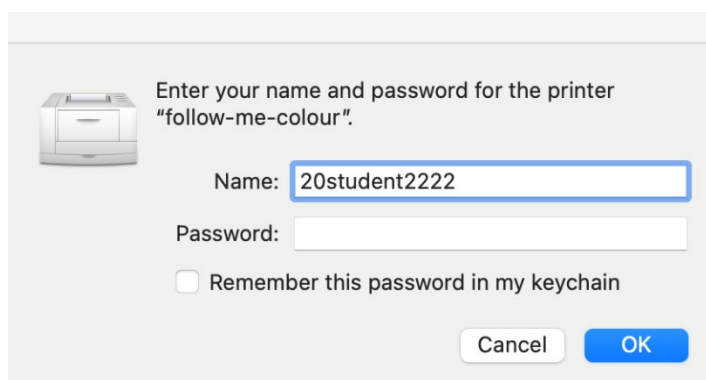 Enter your name and password for the printer
“follow-me-colour”.
Name: 20student2222
Password:
Remember this password in my keychain
Cancel OK